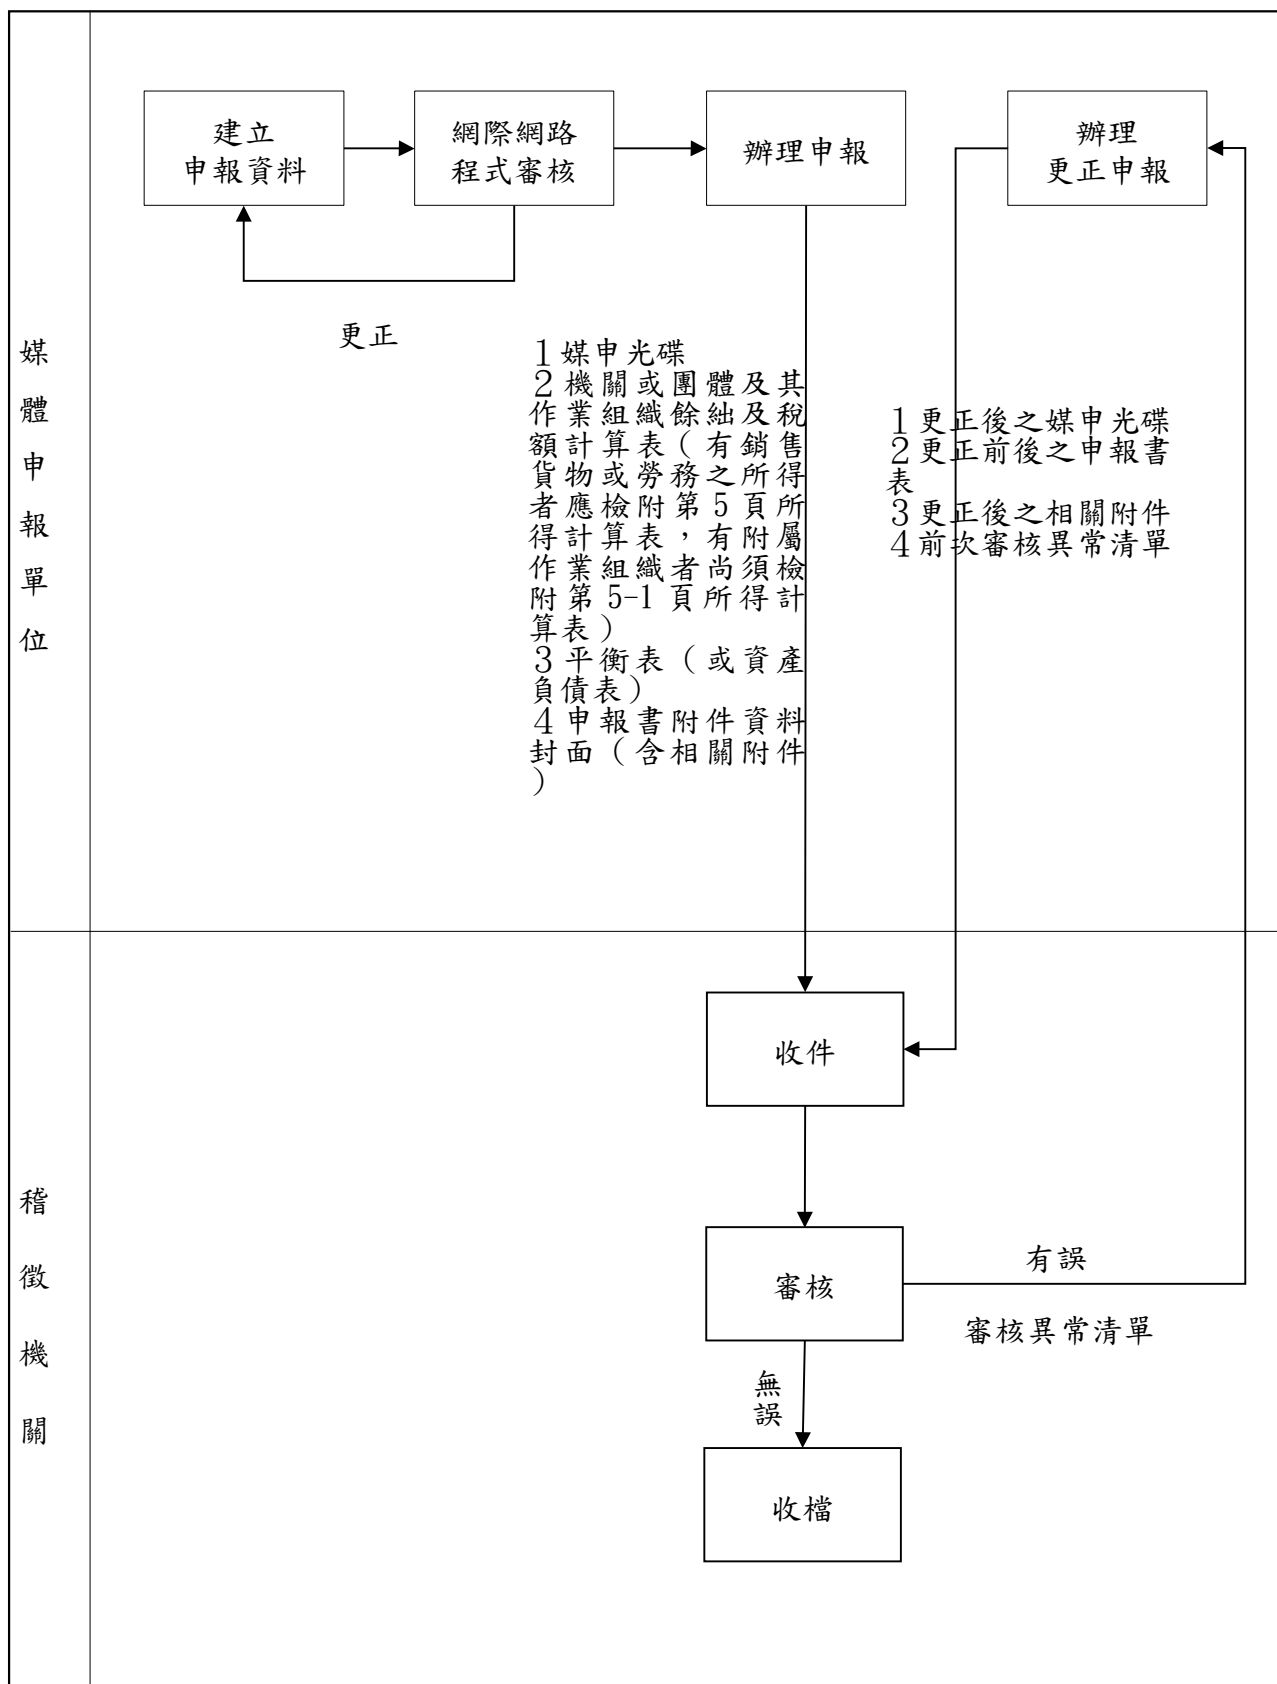 建立
申報資料
網際網路
程式審核
辦理申報
辦理
更正申報
更正
媒體申報單位
1媒申光碟
2機關或團體及其
作業組織餘絀及稅
額計算表（有銷售
貨物或勞務之所得
者應檢附第5頁所
得計算表，有附屬
作業組織者尚須檢
附第5-1頁所得計
算表）
3平衡表（或資產
負債表）
4申報書附件資料
封面（含相關附件
）
1更正後之媒申光碟
2更正前後之申報書
表
3更正後之相關附件
4前次審核異常清單
稽徵機關
收件
審核
有誤
審核異常清單
無誤
收檔